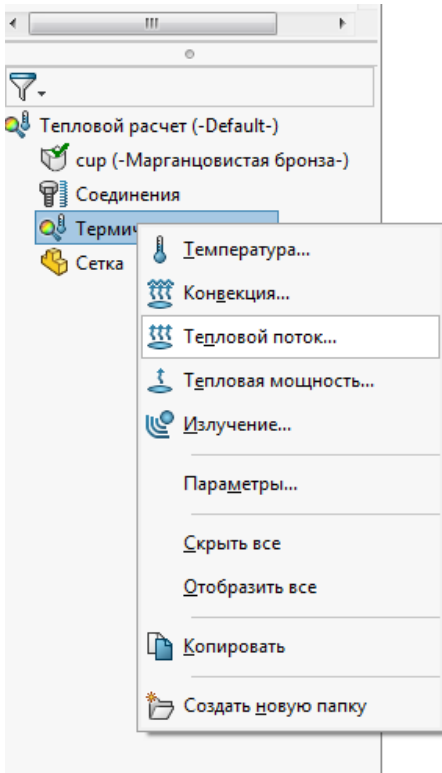 Тепловой расчет (-Default-)
cup (-Марганцовистая бронза-)
Соединения
Термич
Сетка
Температура...
Конвекция...
Тепловой поток...
Тепловая мощность...
Излучение...
Параметры...
Скрыть все
Отобразить все
Копировать
Создать новую папку